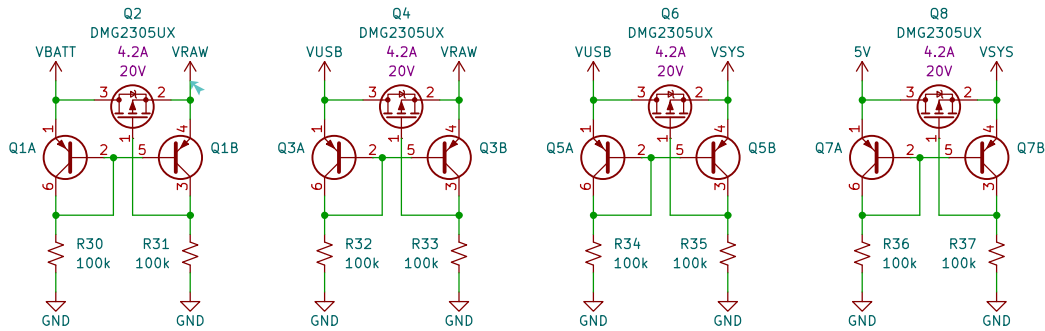 Q2
DMG2305UX
VBATT 4.2A VRAW
20V
3 2
1 4
Q1A 1 Q1B
2 5
6 3
R30 R31
100k 100k
GND GND
Q4
DMG2305UX
VUSB 4.2A VRAW
20V
3 2
1 4
Q3A 1 Q3B
2 5
6 3
R32 R33
100k 100k
GND GND
Q6
DMG2305UX
VUSB 4.2A VSYS
20V
3 2
1 4
Q5A 1 Q5B
2 5
6 3
R34 R35
100k 100k
GND GND
Q8
DMG2305UX
5V 4.2A VSYS
20V
3 2
1 4
Q7A 1 Q7B
2 5
6 3
R36 R37
100k 100k
GND GND